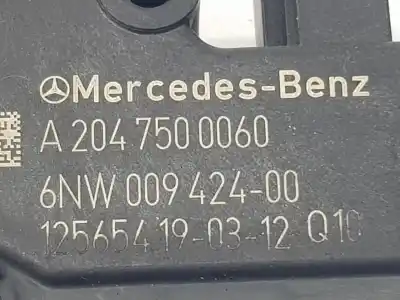 Mercedes-Benz
A 204 750 0060
6NW 009 424-00
125654 19-03-12 Q10